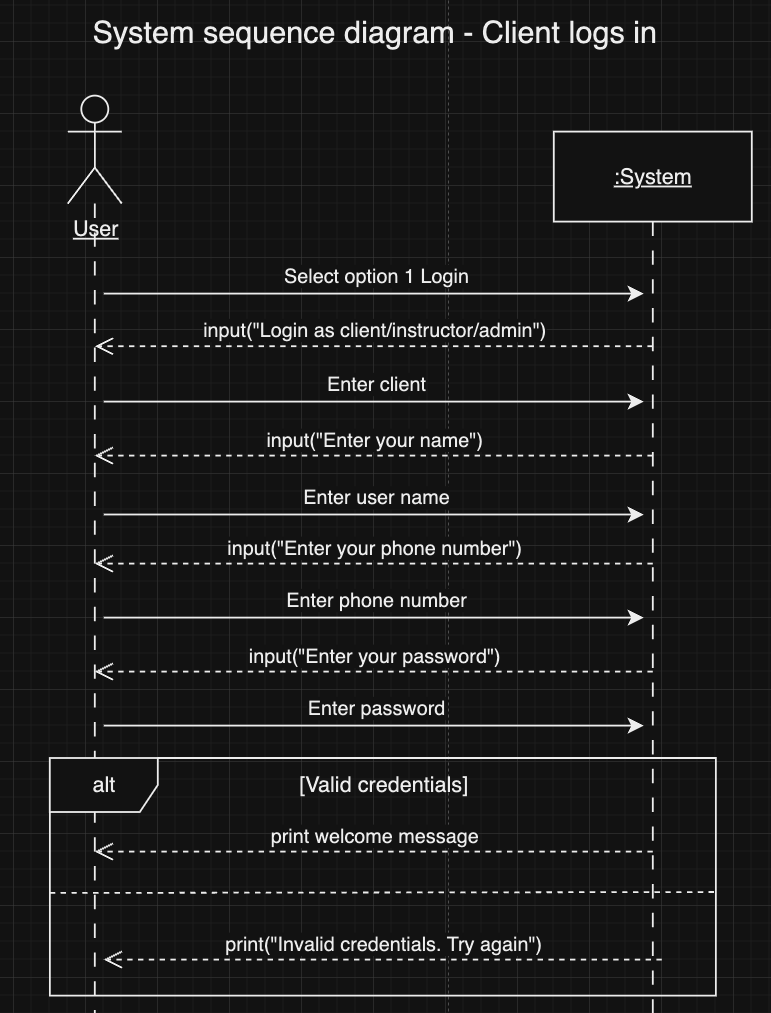 System sequence diagram - Client logs in
User
:System
Select option 1 Login
input("Login as client/instructor/admin")
Enter client
input("Enter your name")
Enter user name
input("Enter your phone number")
Enter phone number
input("Enter your password")
Enter password
alt
[Valid credentials]
print welcome message
print("Invalid credentials. Try again")